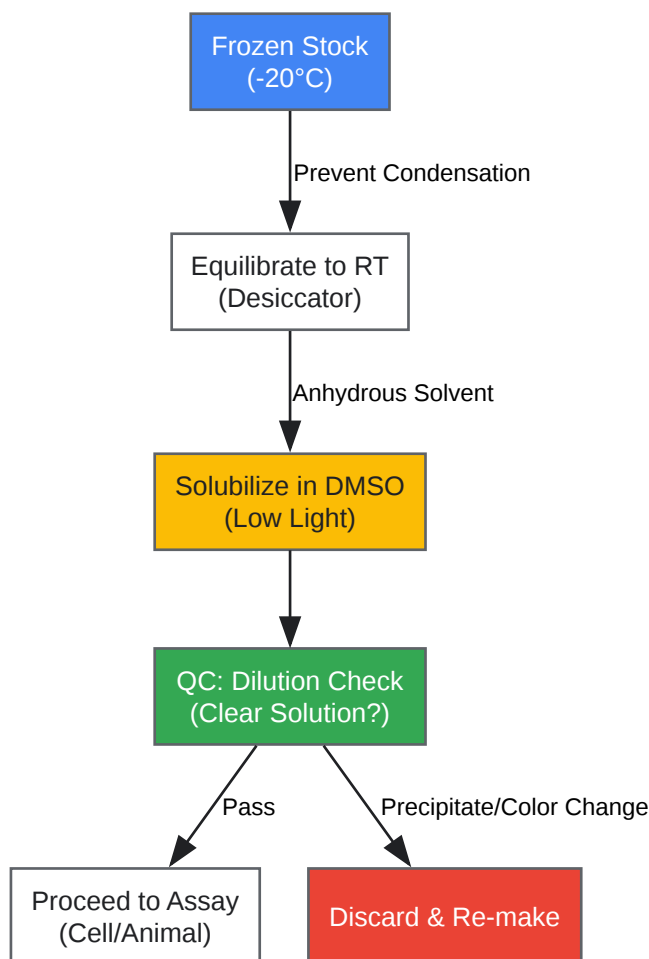 Frozen Stock
(-20°C)
Prevent Condensation
Equilibrate to RT
(Desiccator)
Anhydrous Solvent
Solubilize in DMSO
(Low Light)
QC: Dilution Check
(Clear Solution?)
Pass
Precipitate/Color Change
Proceed to Assay
(Cell/Animal)
Discard & Re-make